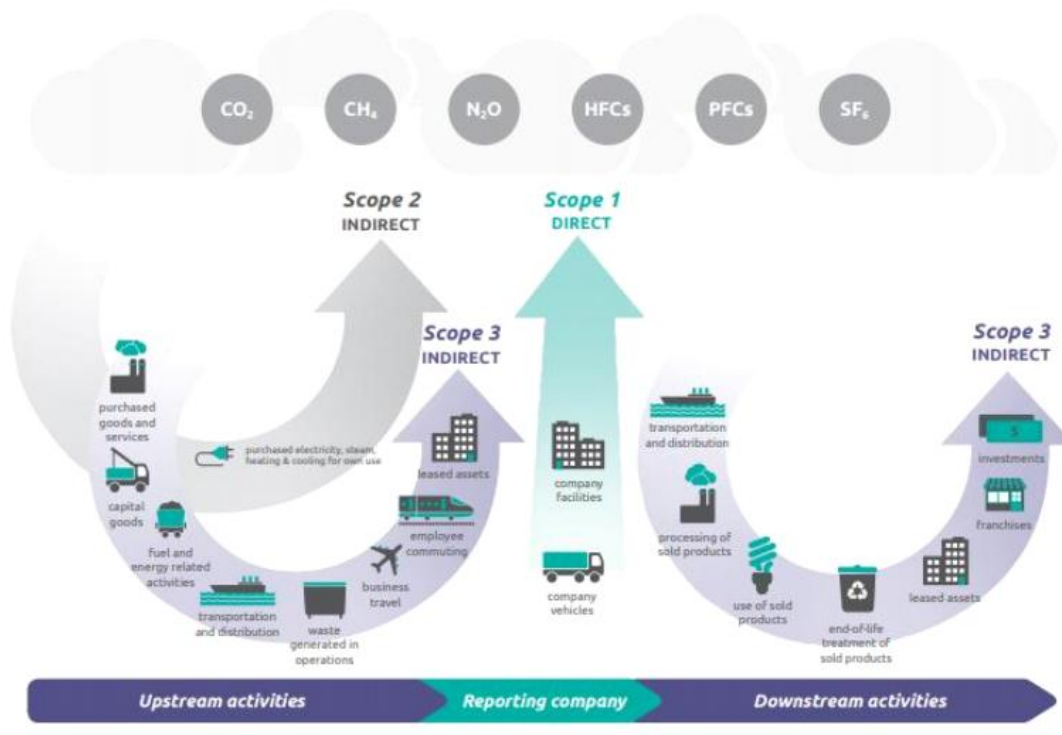 CO₂
CH₄
N₂O
HFCs
PFCs
SF₆
Scope 2
INDIRECT
Scope 1
DIRECT
Scope 3
INDIRECT
Scope 3
INDIRECT
purchased
goods and
services
capital
goods
fuel and
energy related
activities
transportation
and distribution
waste
generated in
operations
business
travel
employee
commuting
leased assets
purchased electricity, steam,
heating & cooling for own use
company
facilities
company
vehicles
transportation
and distribution
processing of
sold products
use of sold
products
end-of-life
treatment of
sold products
leased assets
franchises
investments
$
Upstream activities
Reporting company
Downstream activities